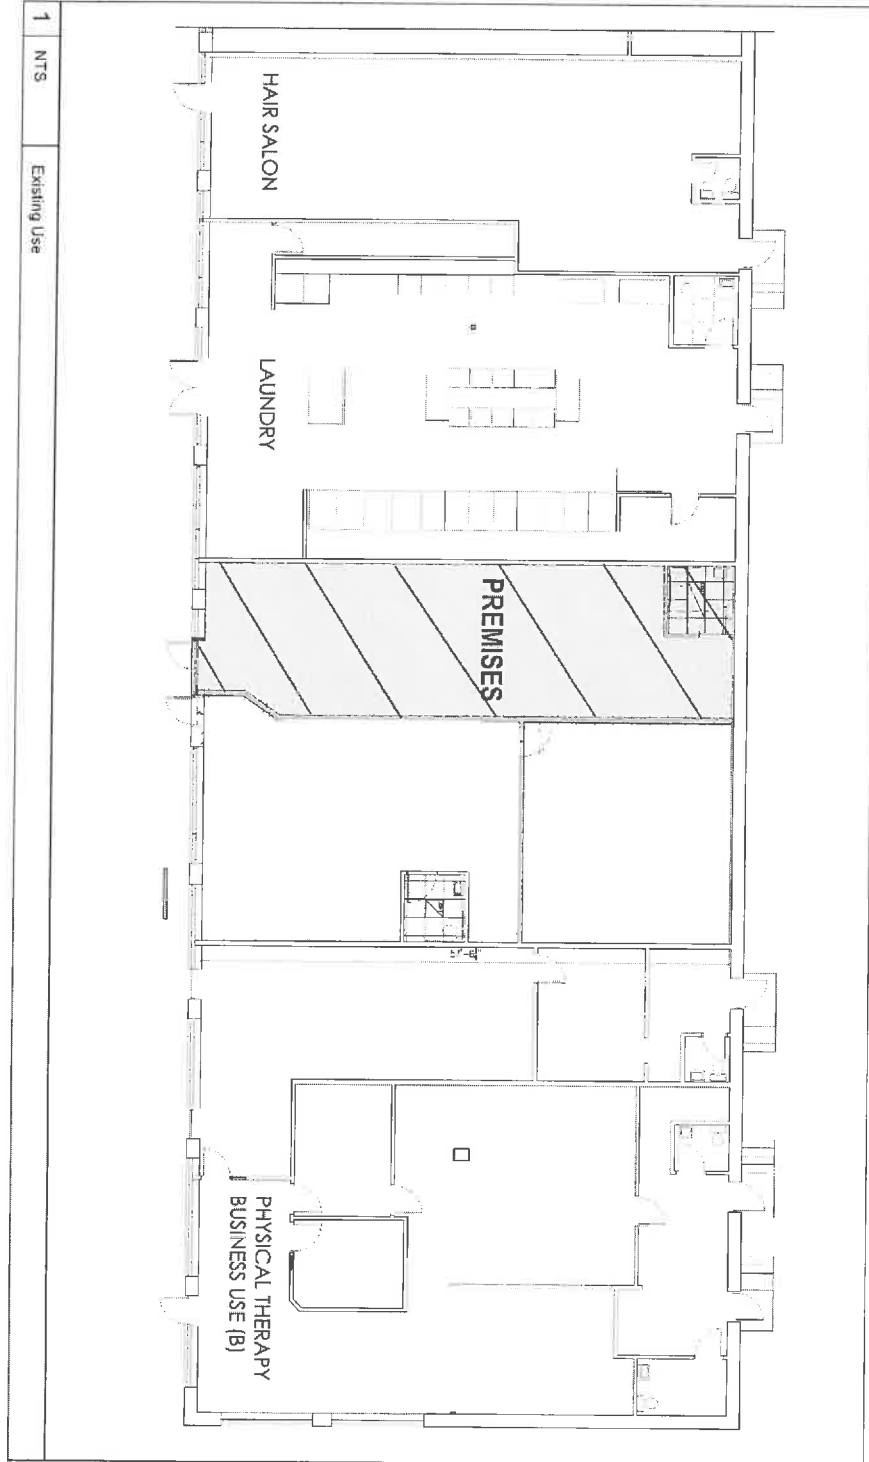 1
NTS
Existing Use
HAIR SALON
LAUNDRY
PREMISES
PHYSICAL THERAPY
BUSINESS USE (B)